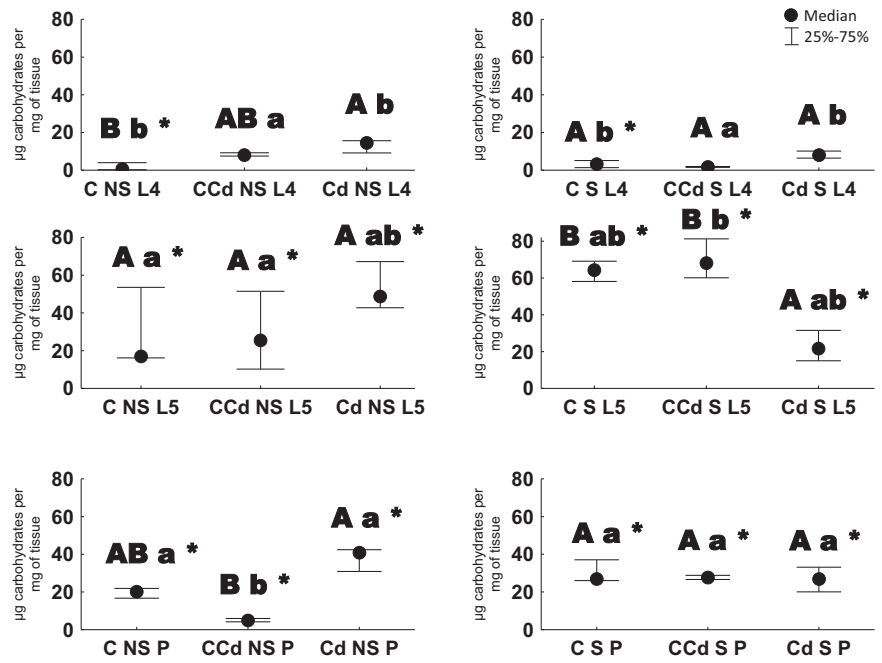 Median
25%-75%
µg carbohydrates per
mg of tissue
80
60
40
20
0
B b *
AB a
A b
C NS L4
CCd NS L4
Cd NS L4
µg carbohydrates per
mg of tissue
80
60
40
20
0
A b *
A a
A b
C S L4
CCd S L4
Cd S L4
µg carbohydrates per
mg of tissue
80
60
40
20
0
A a *
A a *
A ab *
C NS L5
CCd NS L5
Cd NS L5
µg carbohydrates per
mg of tissue
80
60
40
20
0
B ab *
B b *
A ab *
C S L5
CCd S L5
Cd S L5
µg carbohydrates per
mg of tissue
80
60
40
20
0
AB a *
B b *
A a *
C NS P
CCd NS P
Cd NS P
µg carbohydrates per
mg of tissue
80
60
40
20
0
A a *
A a *
A a *
C S P
CCd S P
Cd S P